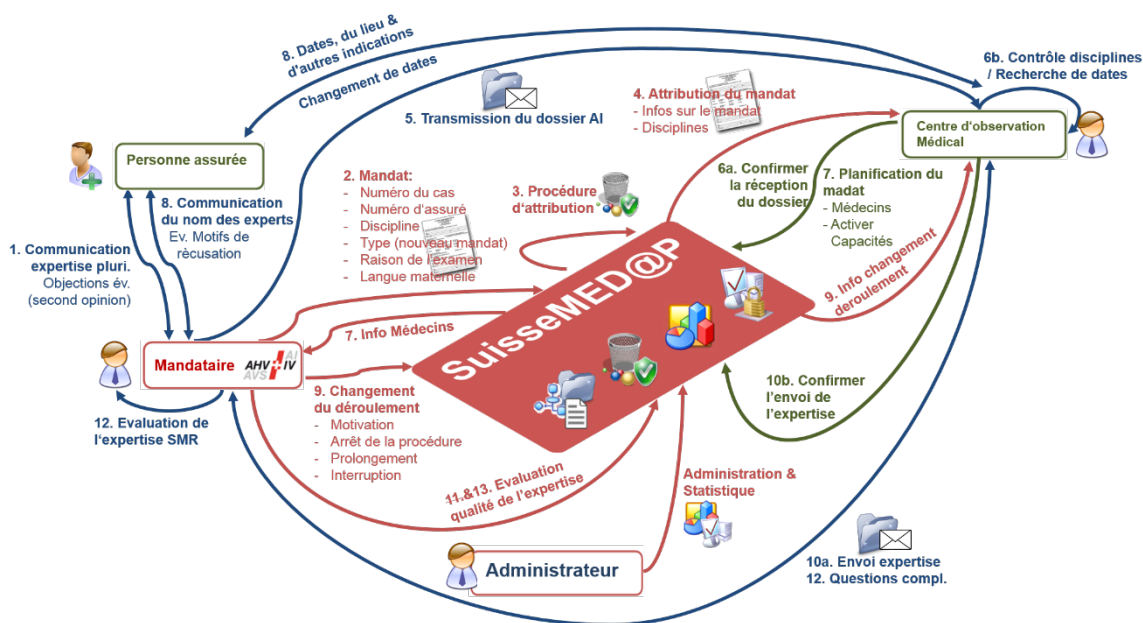 8. Dates, du lieu &
d'autres indications
Changement de dates
5. Transmission du dossier AI
4. Attribution du mandat
- Infos sur le mandat
- Disciplines
6b. Contrôle disciplines
/ Recherche de dates
Centre d'observation
Médical
Personne assurée
8. Communication
du nom des experts
Ev. Motifs de
rècusation
1. Communication
expertise pluri.
Objections év.
(second opinion)
2. Mandat:
- Numéro du cas
- Numéro d'assuré
- Discipline
- Type (nouveau mandat)
- Raison de l'examen
- Langue maternelle
3. Procédure
d'attribution
6a. Confirmer
la réception
du dossier
7. Planification du
madat
- Médecins
- Activer
Capacités
9. Info changement
deroulement
SuisseMED@P
7. Info Médecins
Mandataire
AHV IV
AVS AI
12. Evaluation de
l'expertise SMR
9. Changement
du déroulement
- Motivation
- Arrêt de la procédure
- Prolongement
- Interruption
10b. Confirmer
l'envoi de
l'expertise
11.&13. Evaluation
qualité de l'expertise
Administration &
Statistique
Administrateur
10a. Envoi expertise
12. Questions compl.